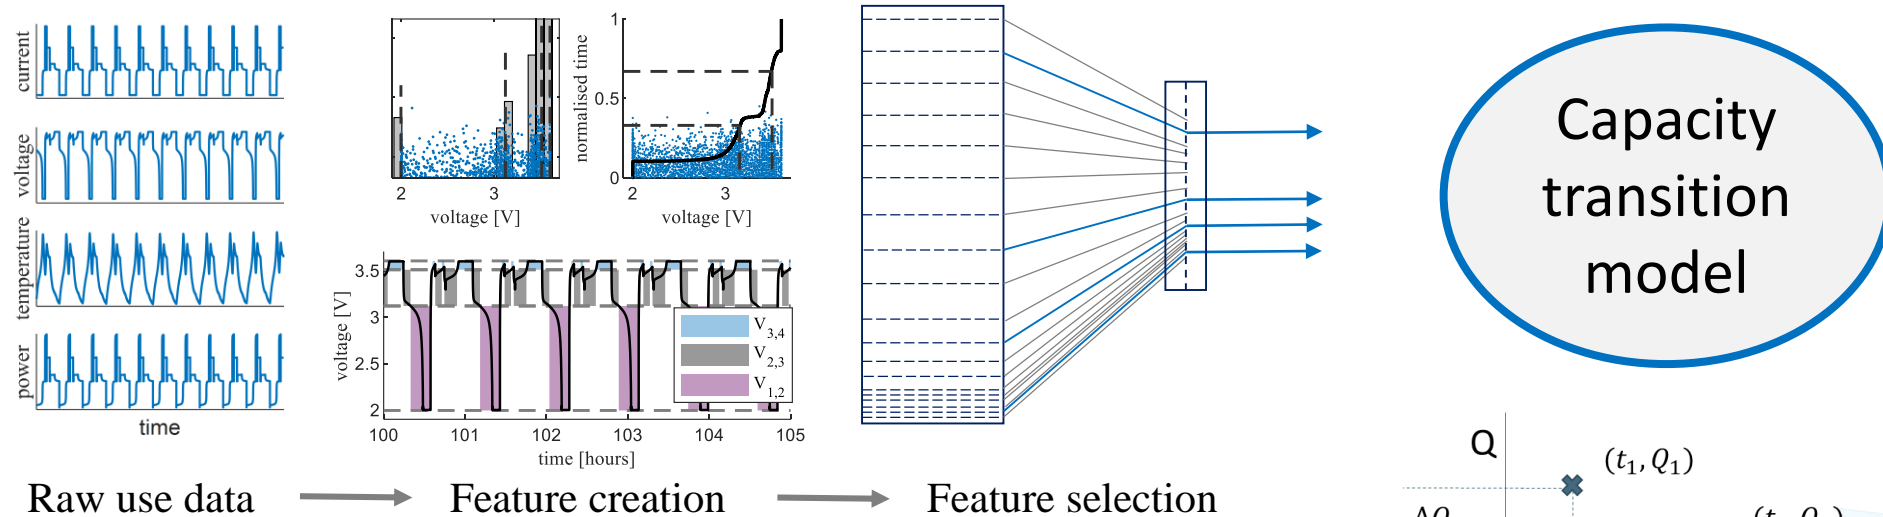 current
voltage
temperature
power
time
2
3
voltage [V]
normalised time
1
0.5
0
2
3
voltage [V]
voltage [V]
3.5
3
2.5
2
V3,4
V2,3
V1,2
100
101
102
103
104
105
time [hours]
Capacity
transition
model
Q
(t1, Q1)
Raw use data
Feature creation
Feature selection